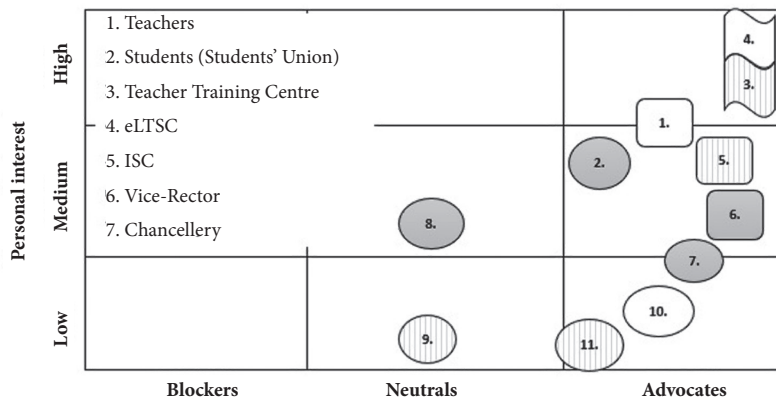 1. Teachers
2. Students (Students’ Union)
3. Teacher Training Centre
4. eLTSC
5. ISC
6. Vice-Rector
7. Chancellery
4.
3.
1.
2.
5.
6.
8.
7.
10.
9.
11.
Personal interest
High
Medium
Low
Blockers
Neutrals
Advocates